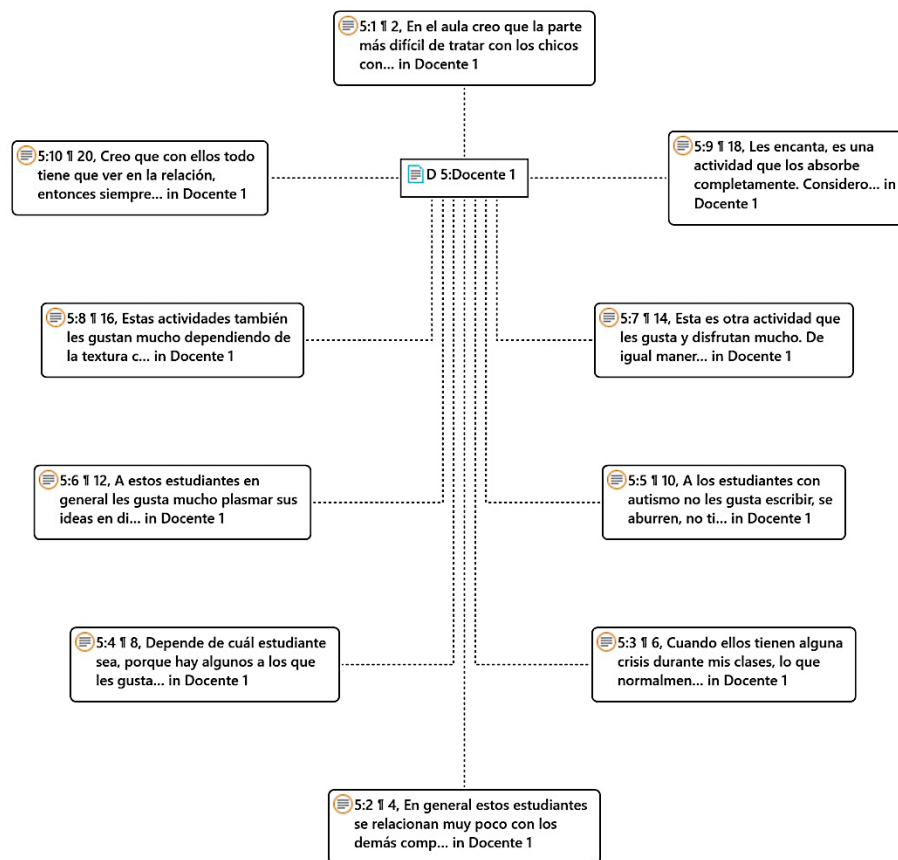 5:1 ¶ 2, En el aula creo que la parte
más difícil de tratar con los chicos
con... in Docente 1
5:10 ¶ 20, Creo que con ellos todo
tiene que ver en la relación,
entonces siempre... in Docente 1
D 5:Docente 1
5:9 ¶ 18, Les encanta, es una
actividad que los absorbe
completamente. Considero... in
Docente 1
5:8 ¶ 16, Estas actividades también
les gustan mucho dependiendo de
la textura c... in Docente 1
5:7 ¶ 14, Esta es otra actividad que
les gusta y disfrutan mucho. De
igual maner... in Docente 1
5:6 ¶ 12, A estos estudiantes en
general les gusta mucho plasmar sus
ideas en di... in Docente 1
5:5 ¶ 10, A los estudiantes con
autismo no les gusta escribir, se
aburren, no ti... in Docente 1
5:4 ¶ 8, Depende de cuál estudiante
sea, porque hay algunos a los que
les gusta... in Docente 1
5:3 ¶ 6, Cuando ellos tienen alguna
crisis durante mis clases, lo que
normalmen... in Docente 1
5:2 ¶ 4, En general estos estudiantes
se relacionan muy poco con los
demás comp... in Docente 1